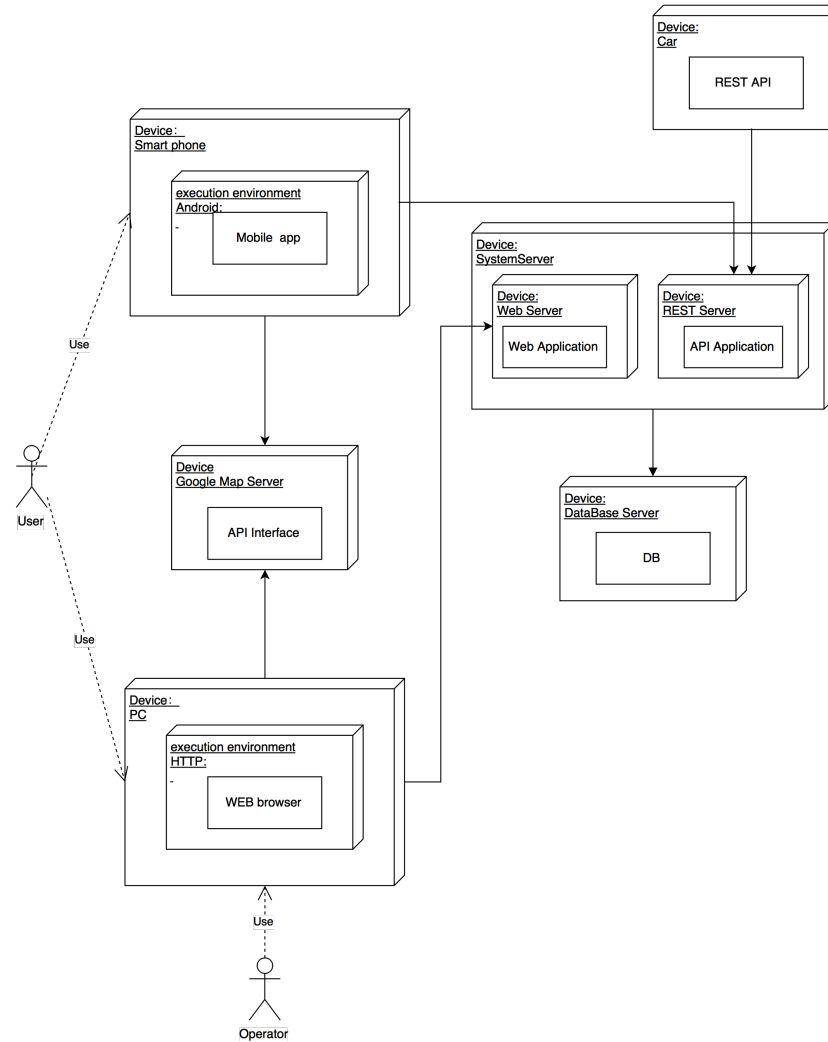 Device:
Car
REST API
Device:
Smart phone
execution environment
Android:
-
Mobile app
Device:
SystemServer
Device:
Web Server
Web Application
Device:
REST Server
API Application
Use
User
Device
Google Map Server
API Interface
Device:
DataBase Server
DB
Use
Device:
PC
execution environment
HTTP:
-
WEB browser
Use
Operator